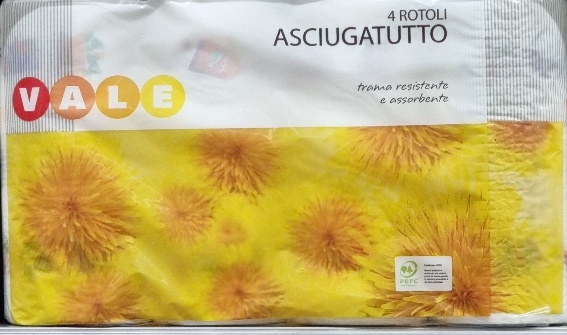 4 ROTOLI
ASCIUGATUTTO
VALE
trama resistente
e assorbente
PEFC